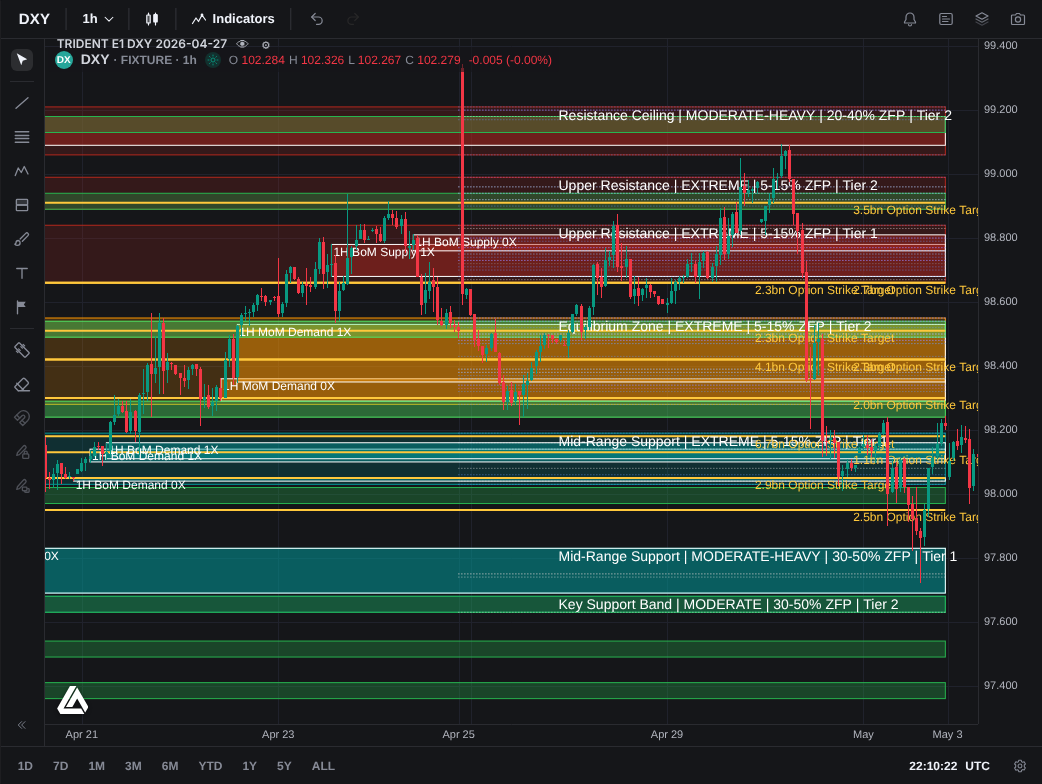 DXY 1h Indicators
TRIDENT E1 DXY 2026-04-27
99.400
DX DXY · FIXTURE · 1h O 102.284 H 102.326 L 102.267 C 102.279 -0.005 (-0.00%)
99.200
Resistance Ceiling | MODERATE-HEAVY | 20-40% ZFP | Tier 2
99.000
Upper Resistance | EXTREME | 5-15% ZFP | Tier 2
3.5bn Option Strike Targ
Upper Resistance | EXTREME | 5-15% ZFP | Tier 1
98.800
1H BoM Supply 0X
1H BoM Supply 1X
2.3bn Option Strike Target
98.600
Equilibrium Zone | EXTREME | 5-15% ZFP | Tier 2
1H MoM Demand 1X
2.3bn Option Strike Target
4.1bn Option Strike Target
98.400
1H MoM Demand 0X
2.0bn Option Strike Targ
98.200
Mid-Range Support | EXTREME | 5-15% ZFP | Tier 1
1H BoM Demand 1X
1H BoM Demand 1X
1.1bn Option Strike Targ
1H BoM Demand 0X
2.9bn Option Strike Target
98.000
2.5bn Option Strike Targ
0X
Mid-Range Support | MODERATE-HEAVY | 30-50% ZFP | Tier 1
97.800
Key Support Band | MODERATE | 30-50% ZFP | Tier 2
97.600
97.400
Apr 21 Apr 23 Apr 25 Apr 29 May May 3
1D 7D 1M 3M 6M YTD 1Y 5Y ALL 22:10:22 UTC